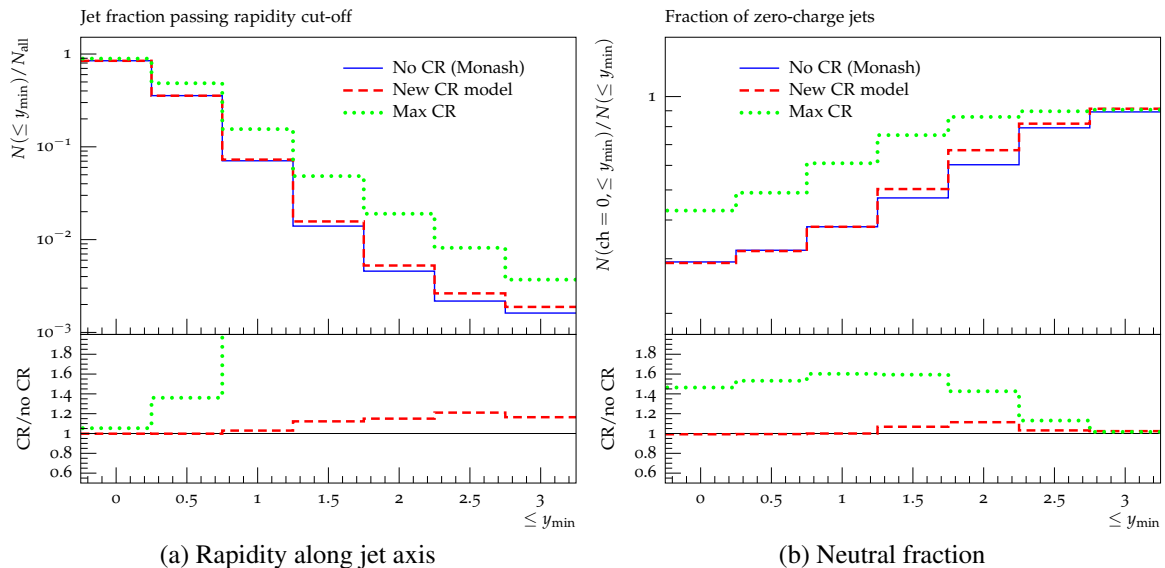 Jet fraction passing rapidity cut-off
N(≤ y_min)/N_all
1
10⁻¹
10⁻²
10⁻³
No CR (Monash)
New CR model
Max CR
CR/no CR
1.8
1.6
1.4
1.2
1
0.8
0.6
0 0.5 1 1.5 2 2.5 3
≤ y_min
(a) Rapidity along jet axis
Fraction of zero-charge jets
N(ch = 0, ≤ y_min)/N(≤ y_min)
1
No CR (Monash)
New CR model
Max CR
CR/no CR
1.8
1.6
1.4
1.2
1
0.8
0.6
0 0.5 1 1.5 2 2.5 3
≤ y_min
(b) Neutral fraction